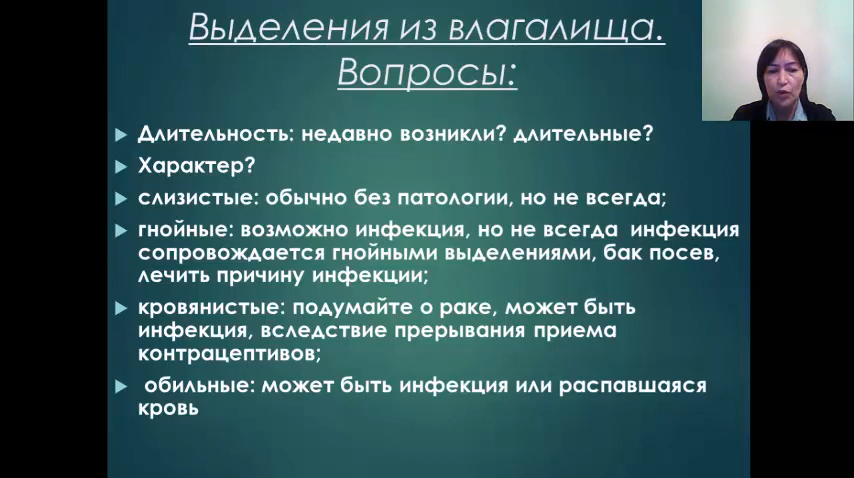 Выделения из влагалища.
Вопросы:
Длительность: недавно возникли? длительные?
Характер?
слизистые: обычно без патологии, но не всегда;
гнойные: возможно инфекция, но не всегда инфекция
сопровождается гнойными выделениями, бак посев,
лечить причину инфекции;
кровянистые: подумайте о раке, может быть
инфекция, вследствие прерывания приема
контрацептивов;
обильные: может быть инфекция или распавшаяся
кровь